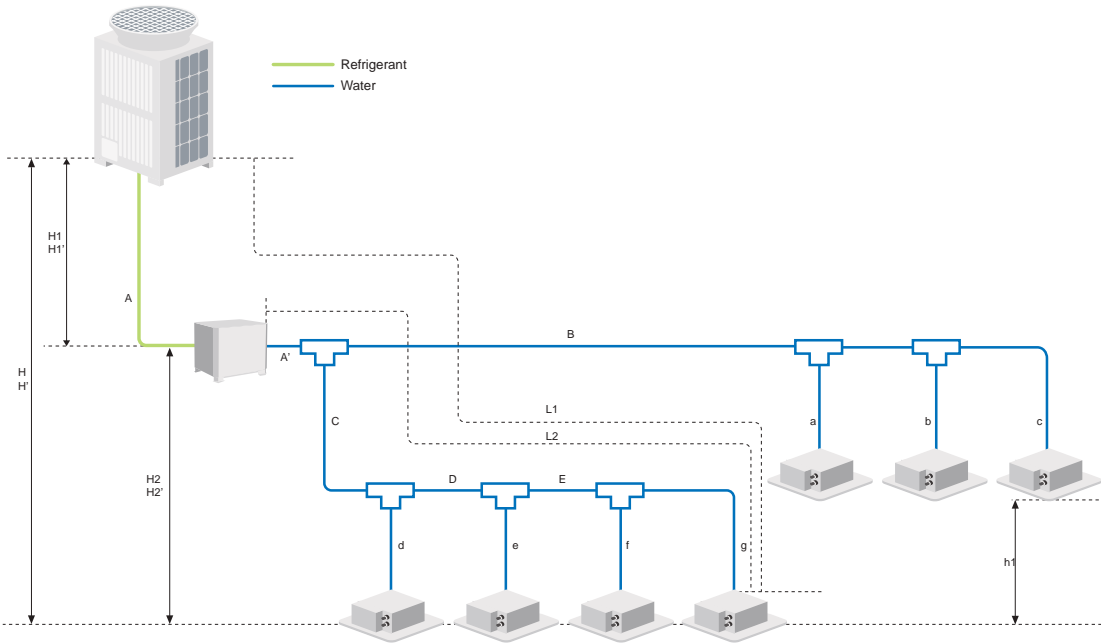 Refrigerant
Water
H1
H1’
A
B
A’
H
H’
L1
C
a
b
c
L2
H2
H2’
D
E
d
e
f
g
h1